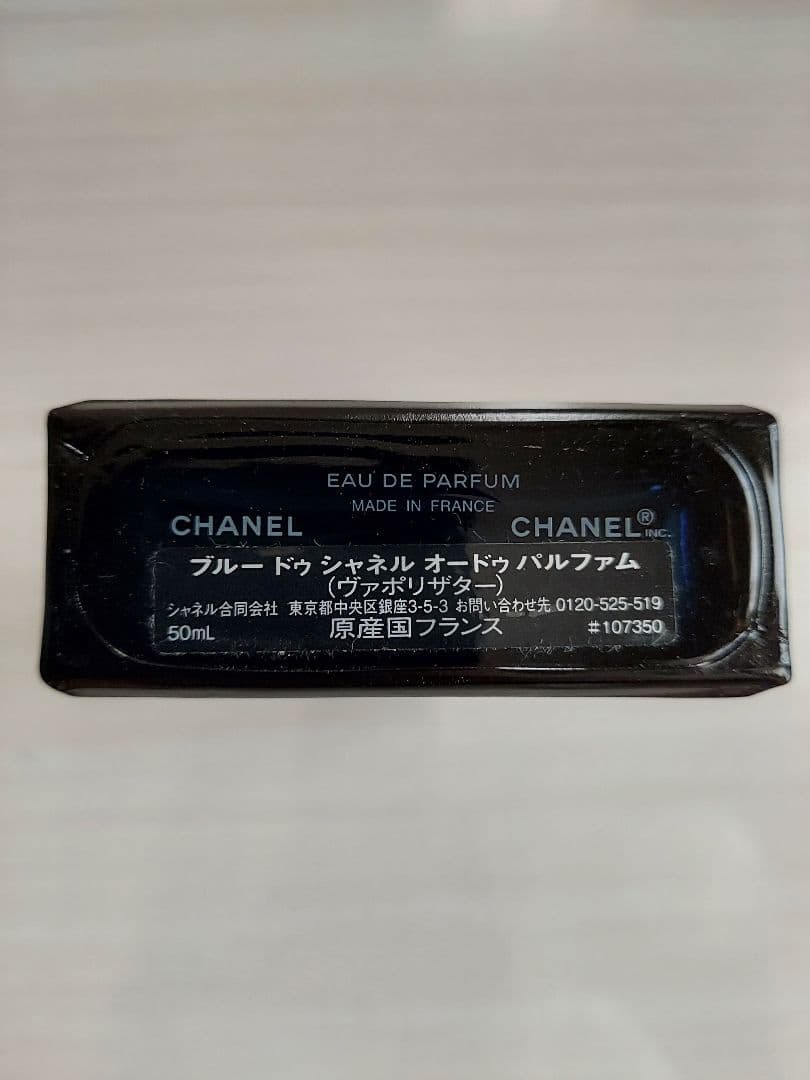 EAU DE PARFUM
MADE IN FRANCE
CHANEL CHANEL® INC.
ブルー ドゥ シャネル オードゥ パルファム
(ヴァポリザター)
シャネル合同会社 東京都中央区銀座3-5-3 お問い合わせ先 0120-525-519
50mL 原産国フランス #107350